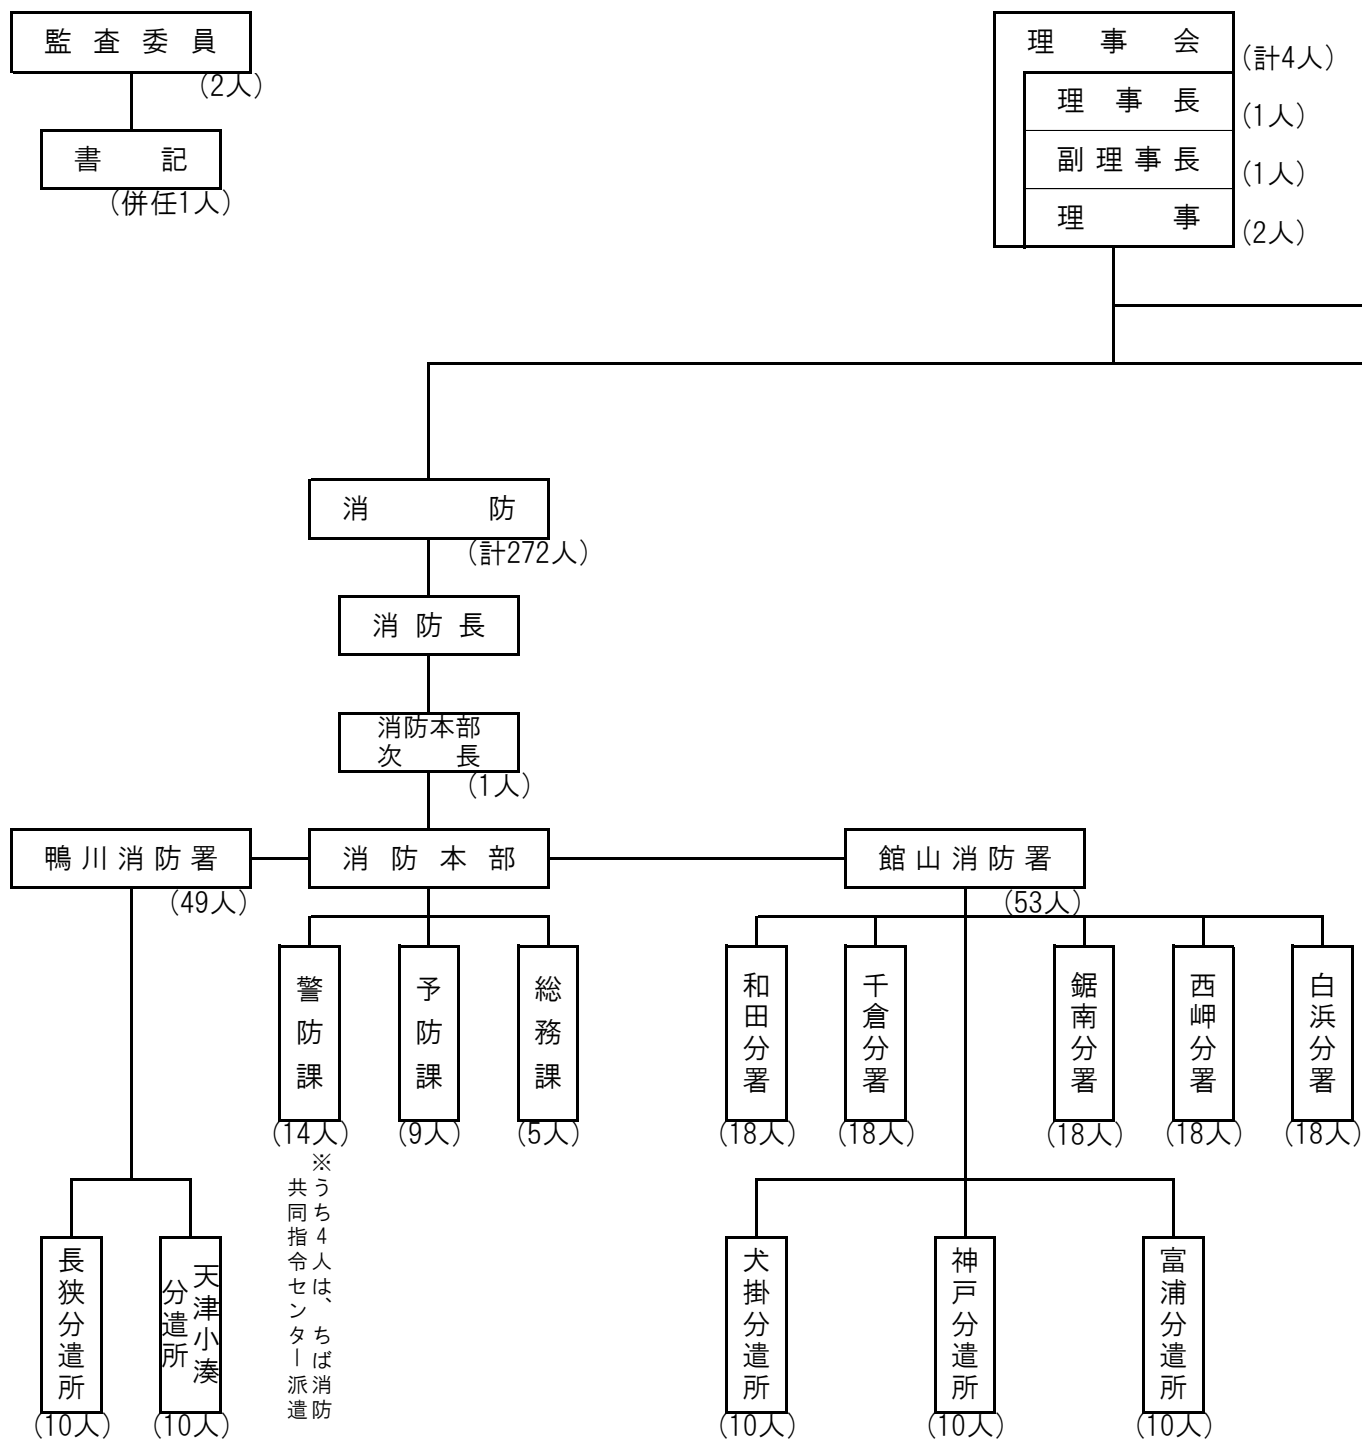 監査委員
(2人)
書記
(併任1人)
理事会
(計4人)
理事長
(1人)
副理事長
(1人)
理事
(2人)
消防
(計272人)
消防長
消防本部
次長
(1人)
鴨川消防署
(49人)
消防本部
館山消防署
(53人)
警防課
(14人)
※うち4人は、ちば消防
共同指令センター派遣
予防課
(9人)
総務課
(5人)
和田分署
(18人)
千倉分署
(18人)
鋸南分署
(18人)
西岬分署
(18人)
白浜分署
(18人)
長狭分遣所
(10人)
天津小湊
分遣所
(10人)
犬掛分遣所
(10人)
神戸分遣所
(10人)
富浦分遣所
(10人)